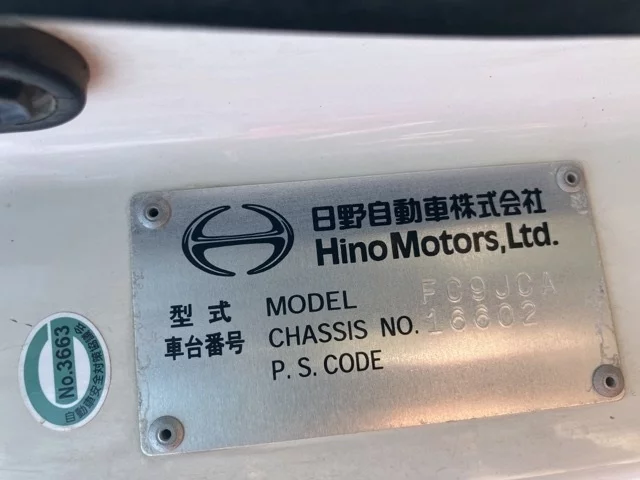 日野自動車株式会社
Hino Motors, Ltd.
型式 MODEL FC9JCA
車台番号 CHASSIS NO. 16602
P.S.CODE
No.3663